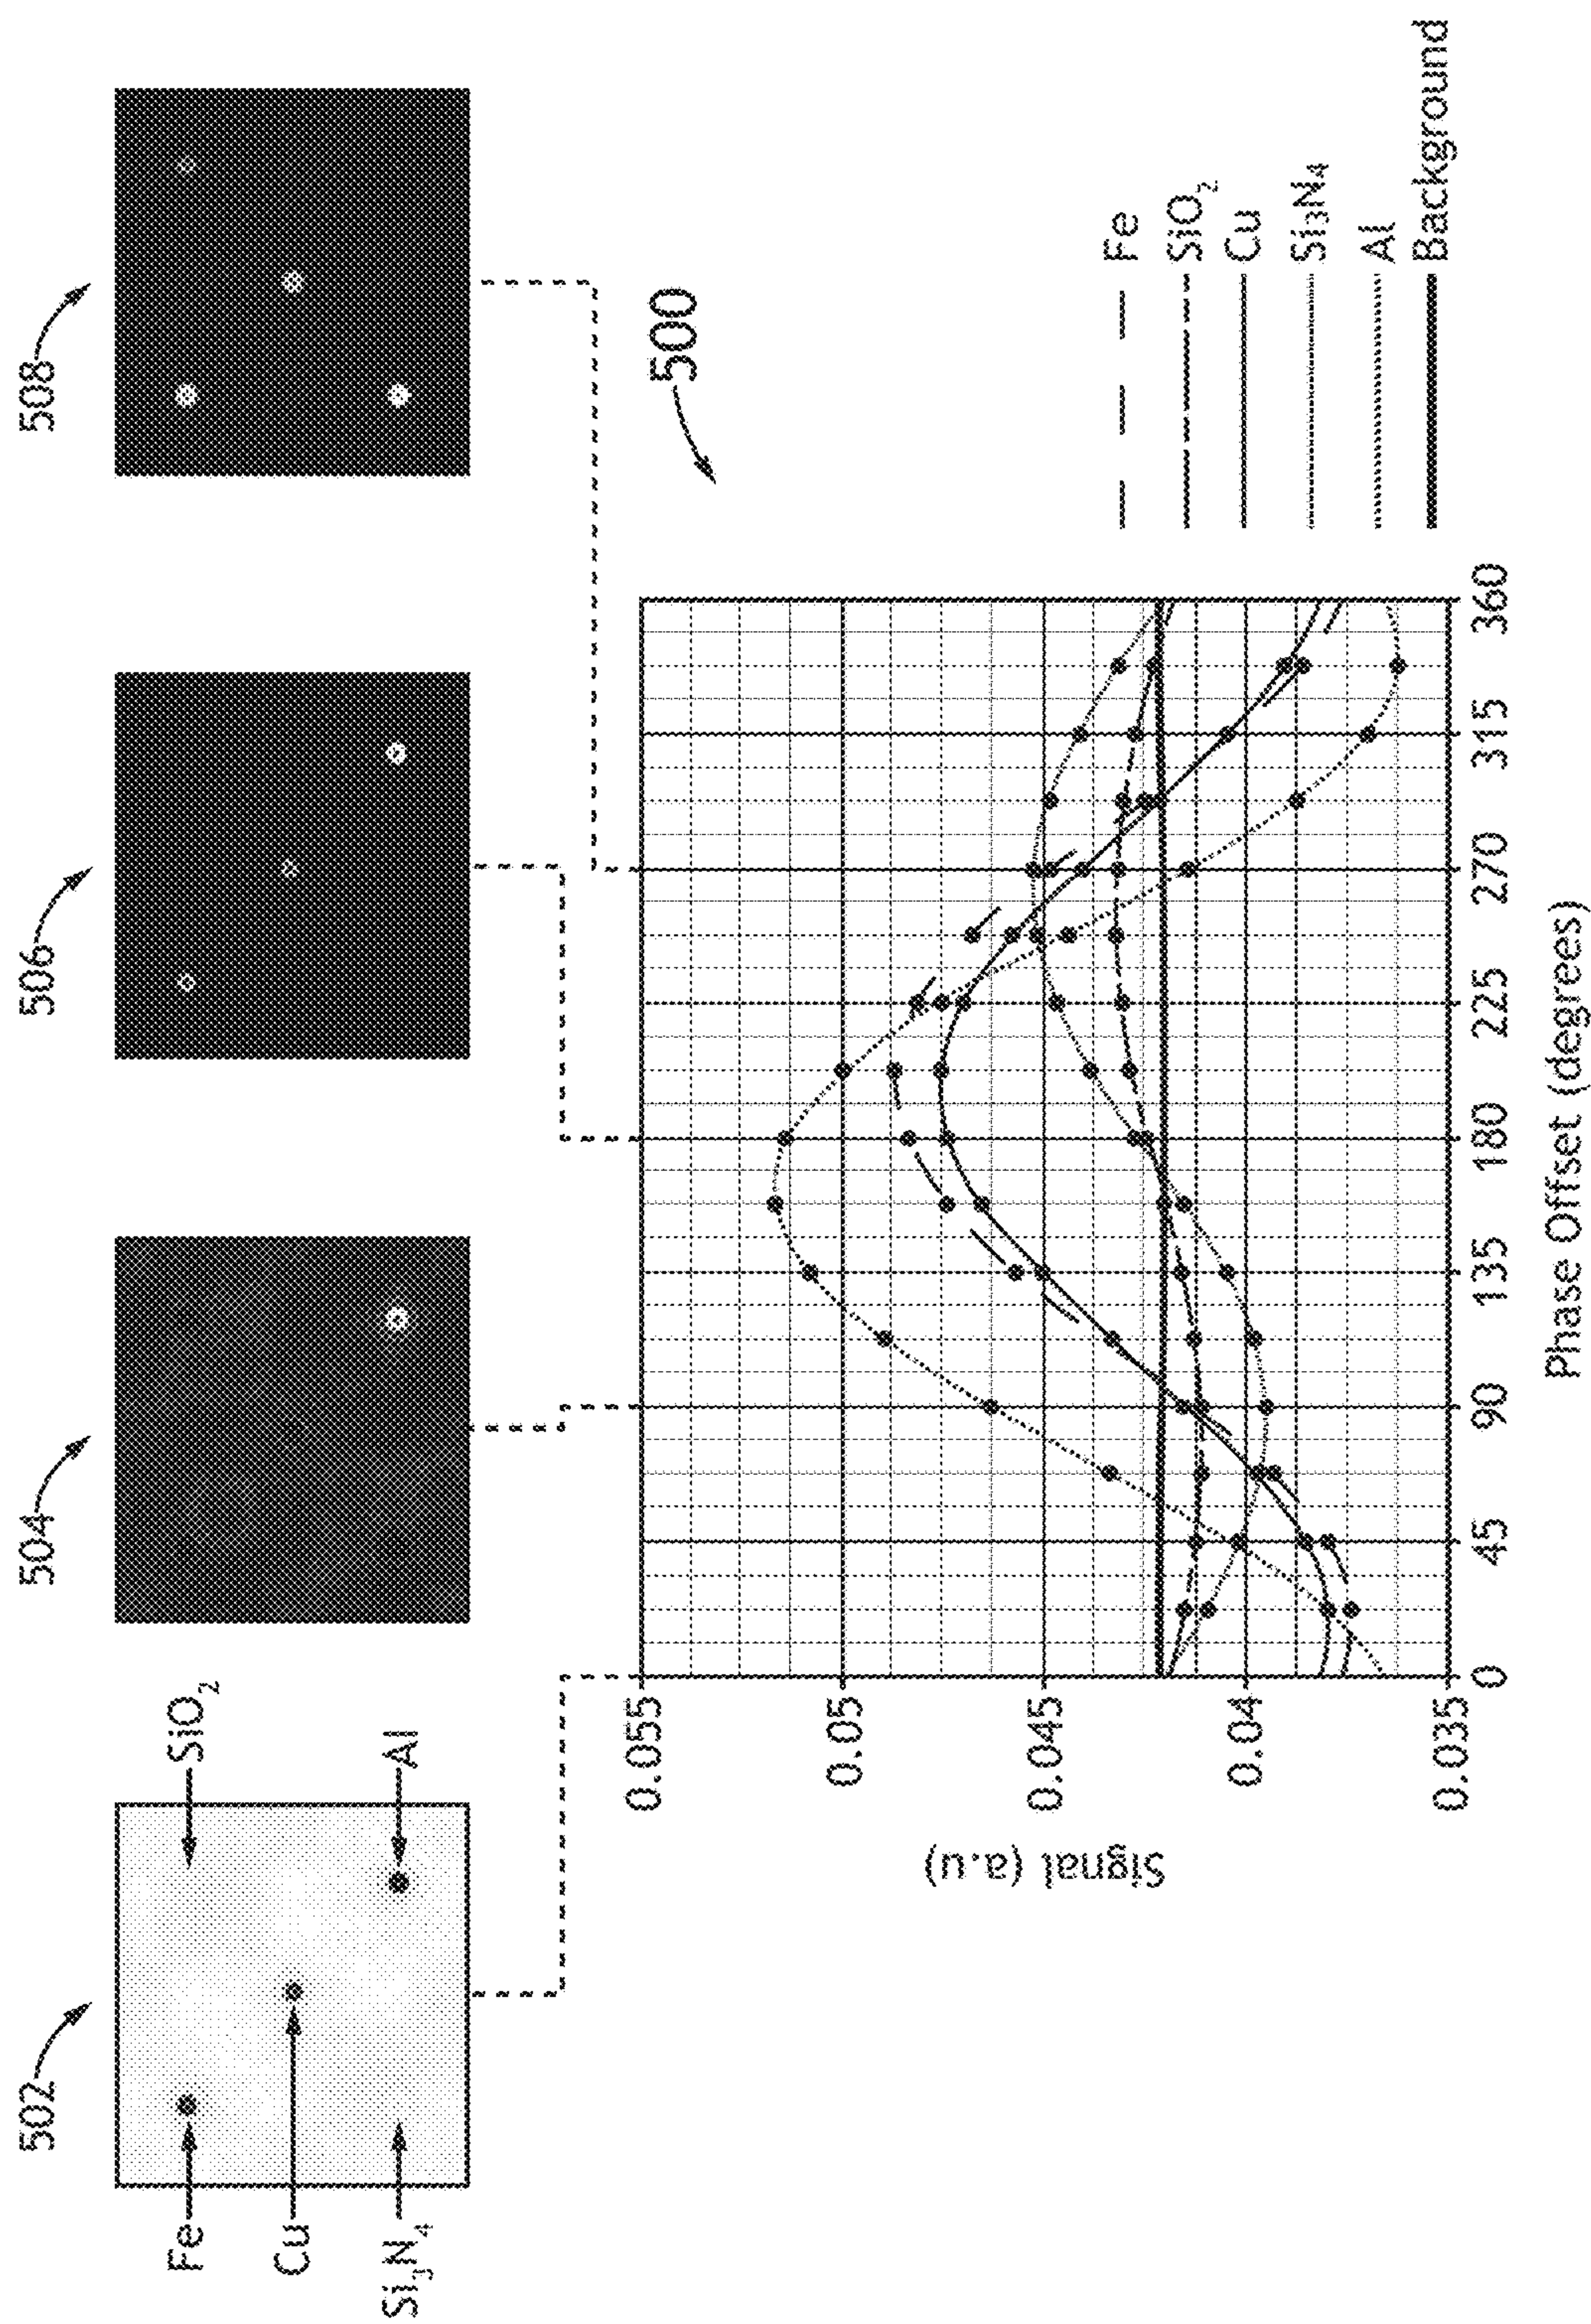 502
504
506
508
Fe
Cu
Si₃N₄
SiO₂
Al
500
0.055
0.05
0.045
0.04
0.035
Signal (a.u)
0
45
90
135
180
225
270
315
360
Phase Offset (degrees)
Fe
SiO₂
Cu
Si₃N₄
Al
Background